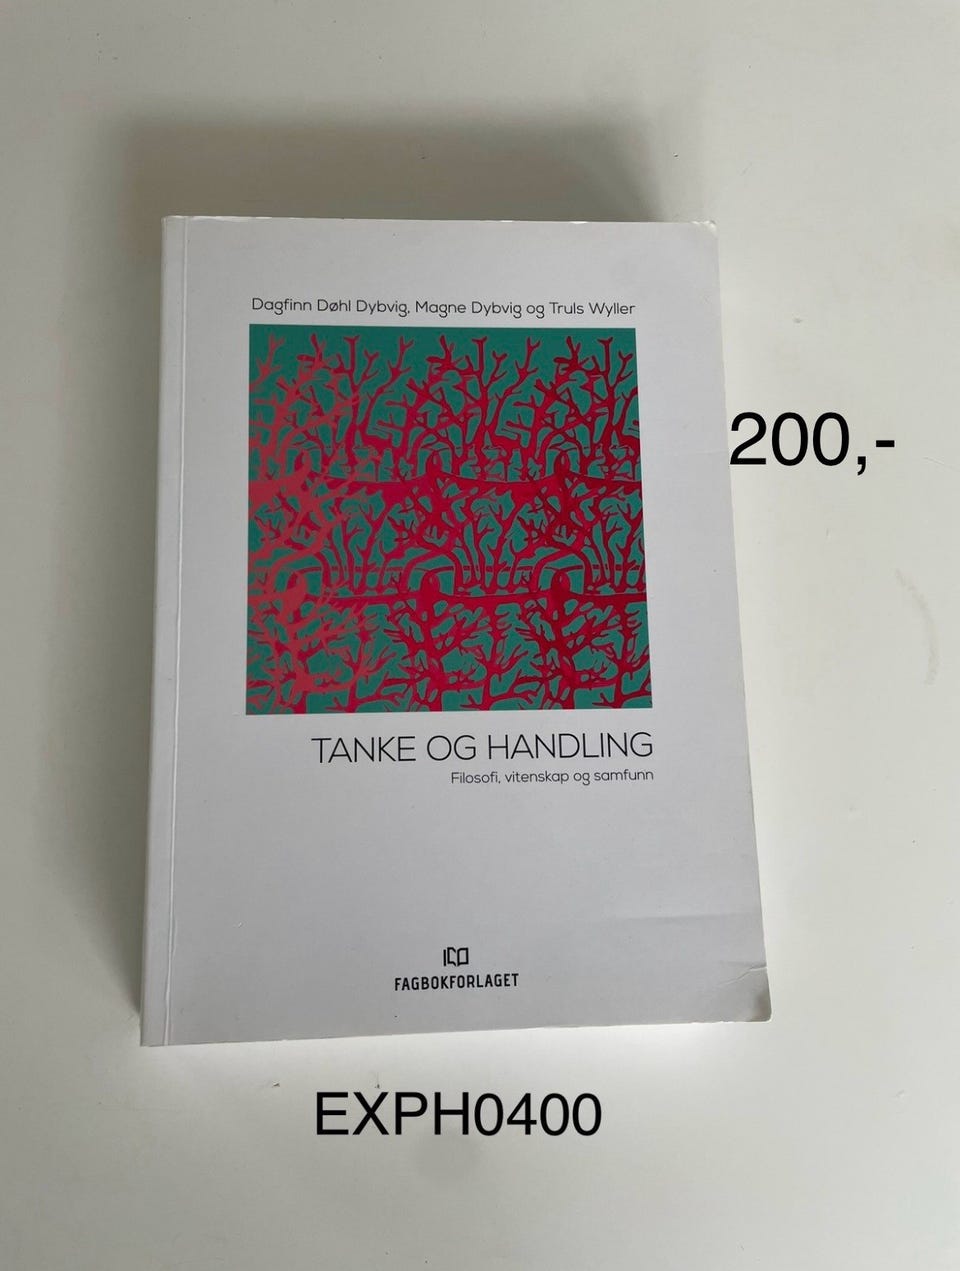 Dagfinn Døhl Dybvig, Magne Dybvig og Truls Wyller
200,-
TANKE OG HANDLING
Filosofi, vitenskap og samfunn
FAGBOKFORLAGET
EXPH0400